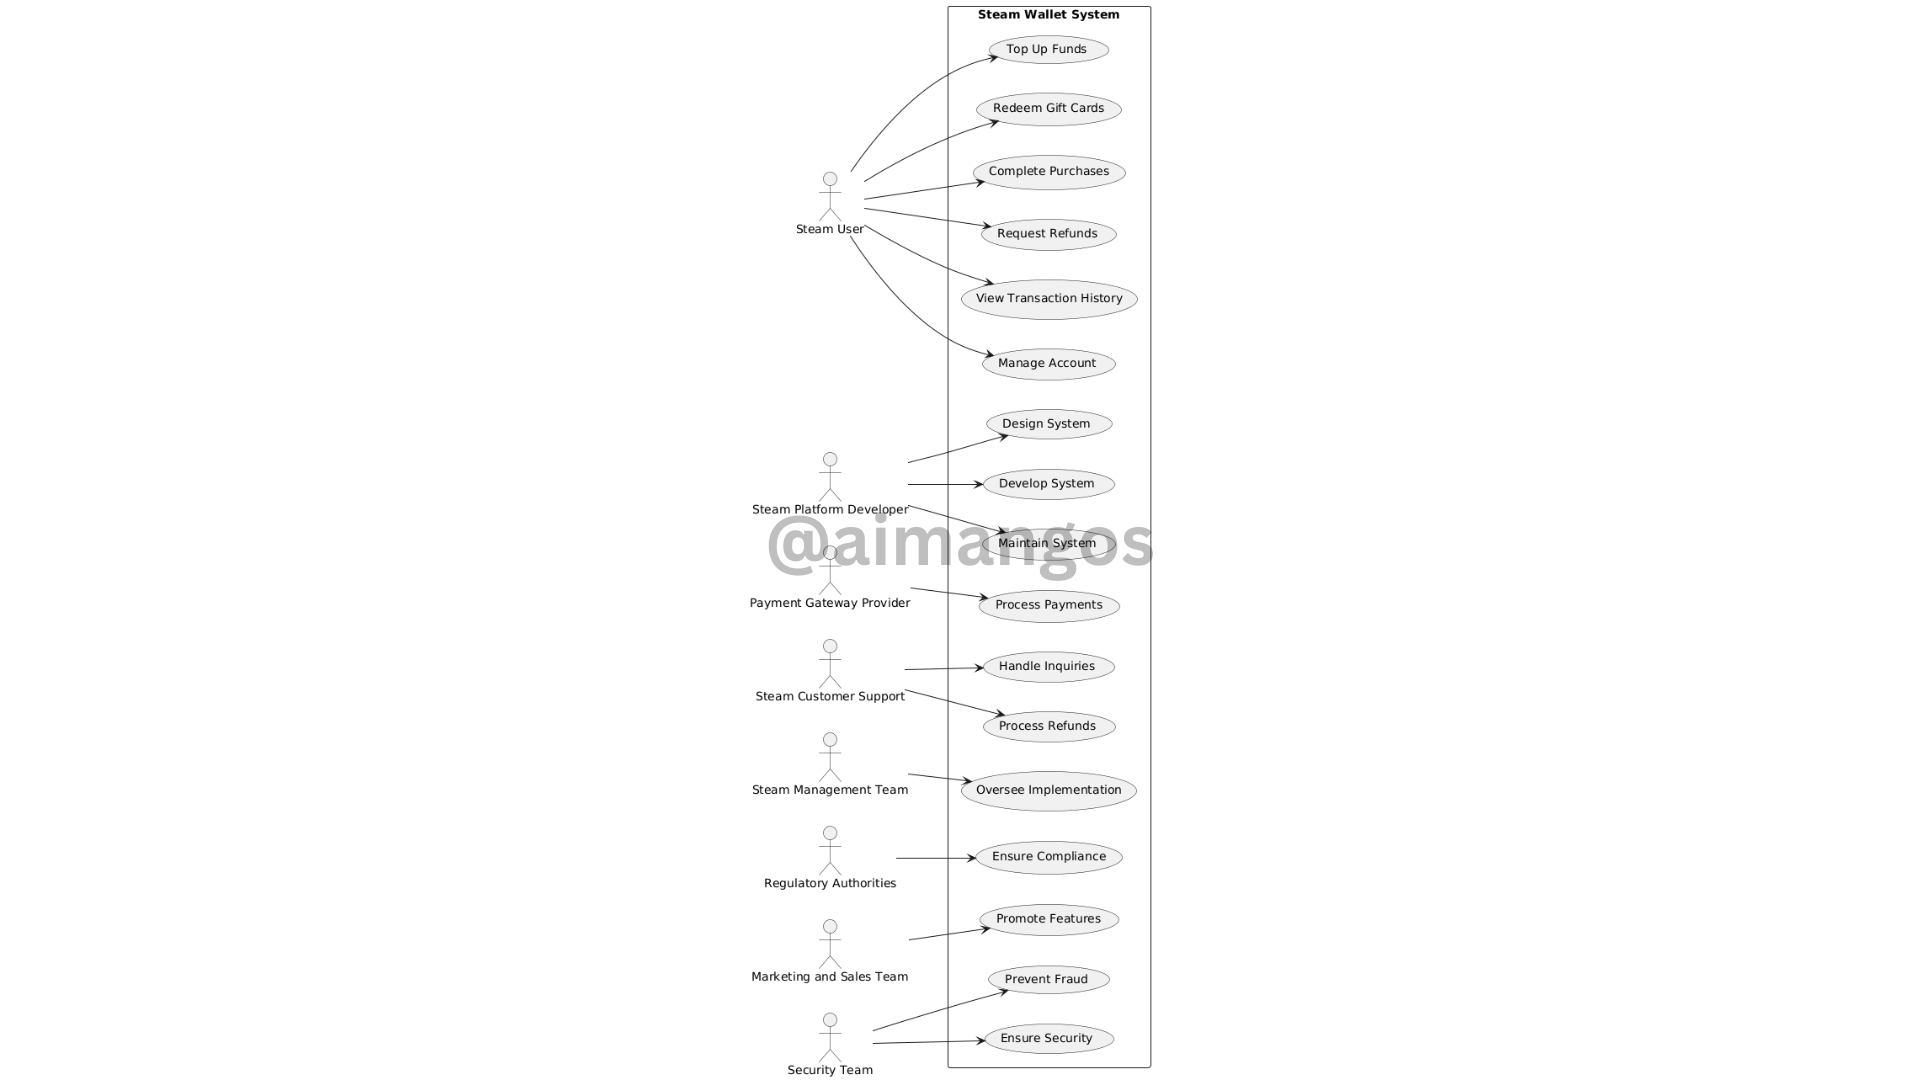 Steam Wallet System
Top Up Funds
Redeem Gift Cards
Complete Purchases
Steam User
Request Refunds
View Transaction History
Manage Account
Design System
Steam Platform Developer
Develop System
@aimangos
Maintain System
Payment Gateway Provider
Process Payments
Steam Customer Support
Handle Inquiries
Process Refunds
Steam Management Team
Oversee Implementation
Regulatory Authorities
Ensure Compliance
Marketing and Sales Team
Promote Features
Prevent Fraud
Security Team
Ensure Security